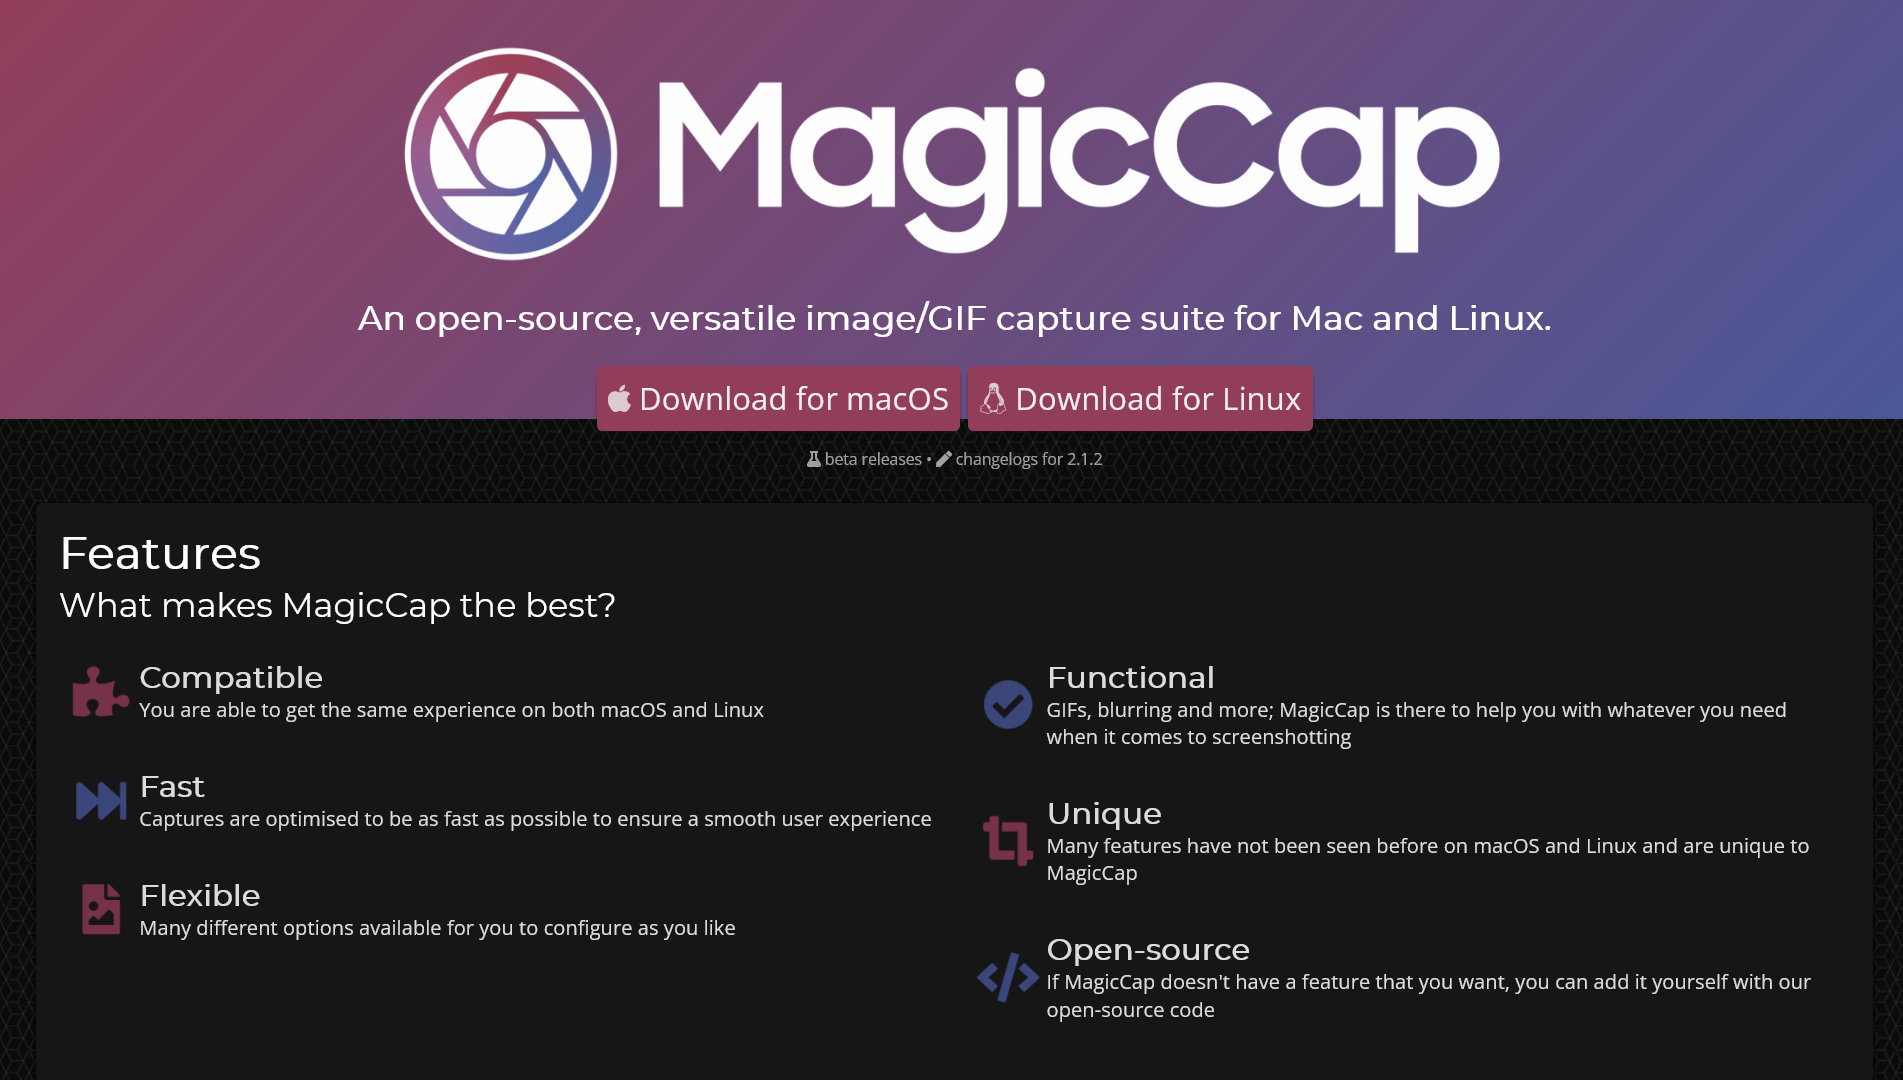 MagicCap
An open-source, versatile image/GIF capture suite for Mac and Linux.
Download for macOS
Download for Linux
beta releases • changelogs for 2.1.2
Features
What makes MagicCap the best?
Compatible
You are able to get the same experience on both macOS and Linux
Fast
Captures are optimised to be as fast as possible to ensure a smooth user experience
Flexible
Many different options available for you to configure as you like
Functional
GIFs, blurring and more; MagicCap is there to help you with whatever you need
when it comes to screenshotting
Unique
Many features have not been seen before on macOS and Linux and are unique to
MagicCap
Open-source
If MagicCap doesn't have a feature that you want, you can add it yourself with our
open-source code